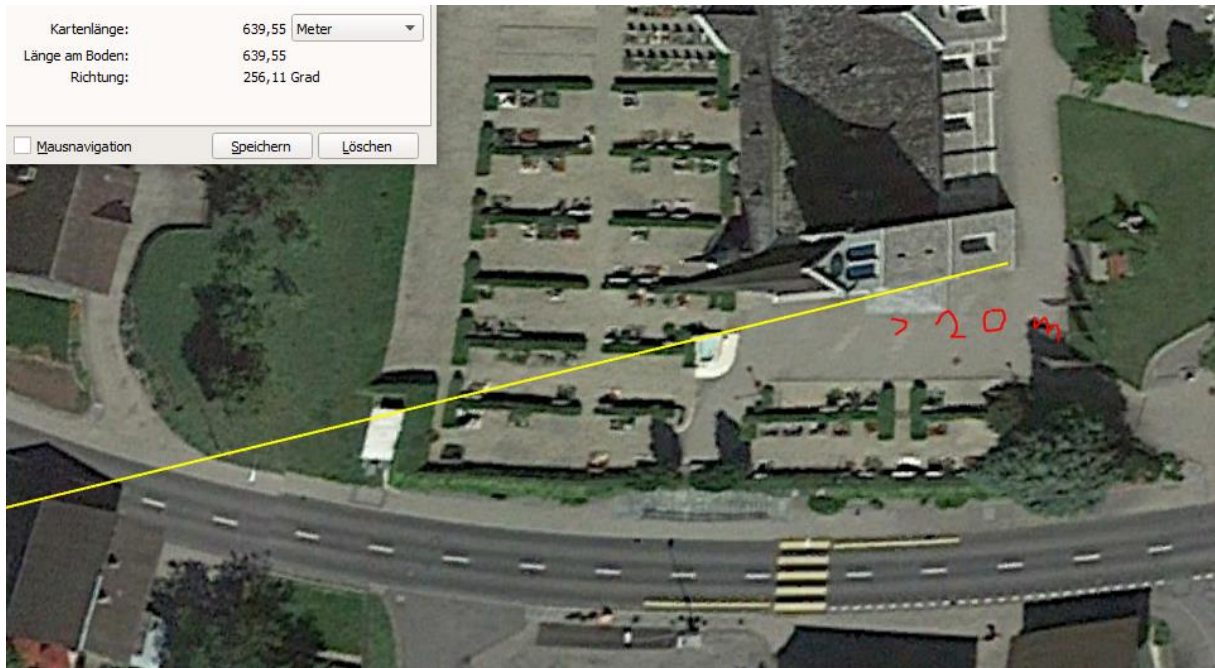 Kartenlänge: 639,55 Meter
Länge am Boden: 639,55
Richtung: 256,11 Grad
Mausnavigation Speichern Löschen
> 20 m